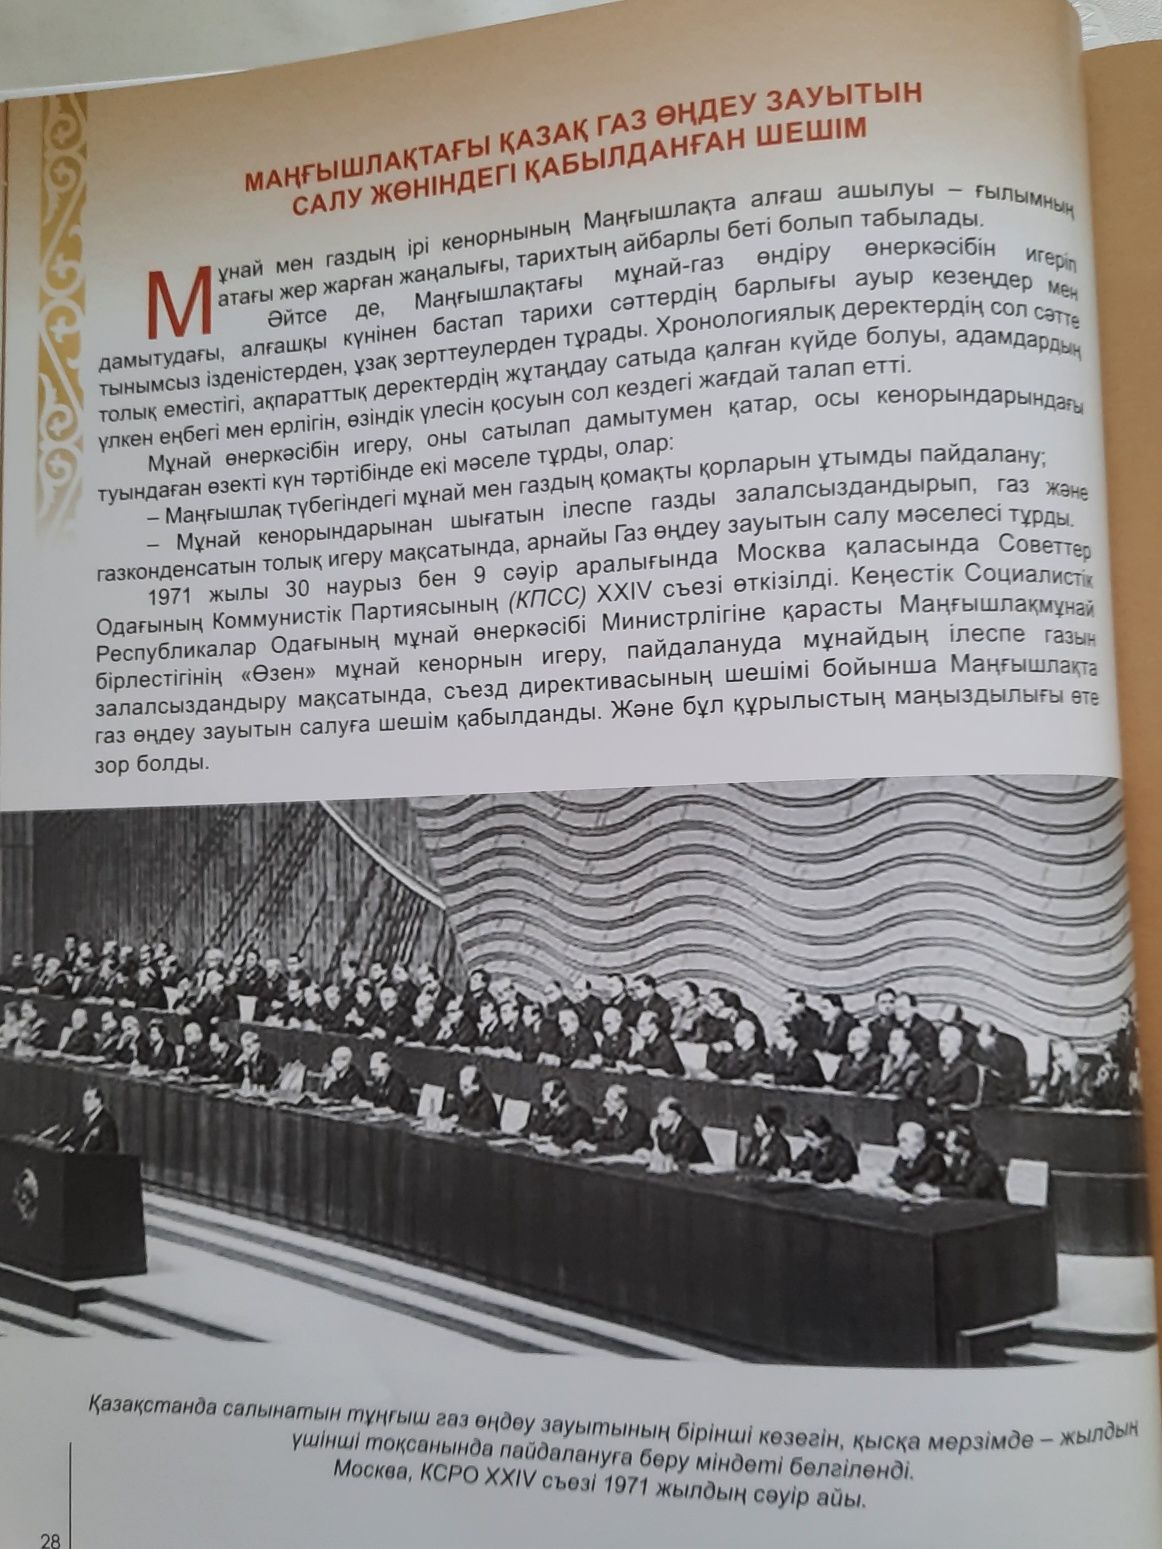 МАҢҒЫШЛАҚТАҒЫ ҚАЗАҚ ГАЗ ӨҢДЕУ ЗАУЫТЫН
САЛУ ЖӨНІНДЕГІ ҚАБЫЛДАНҒАН ШЕШІМ
Мұнай мен газдың ірі кенорнының Маңғышлақта алғаш ашылуы – ғылымның
атағы жер жарған жаңалығы, тарихтың айбарлы беті болып табылады.
Әйтсе де, Маңғышлақтағы мұнай-газ өндіру өнеркәсібін игеріп
дамытудағы, алғашқы күнінен бастап тарихи сәттердің барлығы ауыр кезеңдер мен
тынымсыз ізденістерден, ұзақ зерттеулерден тұрады. Хронологиялық деректердің сол сәтте
толық еместігі, ақпараттық деректердің жұтаңдау сатыда қалған күйде болуы, адамдардың
үлкен еңбегі мен ерлігін, өзіндік үлесін қосуын сол кездегі жағдай талап етті.
Мұнай өнеркәсібін игеру, оны сатылап дамытумен қатар, осы кенорындарындағы
туындаған өзекті күн тәртібінде екі мәселе тұрды, олар:
– Маңғышлақ түбегіндегі мұнай мен газдың қомақты қорларын ұтымды пайдалану;
– Мұнай кенорындарынан шығатын ілеспе газды залалсыздандырып, газ және
газконденсатын толық игеру мақсатында, арнайы Газ өңдеу зауытын салу мәселесі тұрды.
1971 жылы 30 наурыз бен 9 сәуір аралығында Москва қаласында Советтер
Одағының Коммунистік Партиясының (КПСС) XXIV съезі өткізілді. Кеңестік Социалистік
Республикалар Одағының мұнай өнеркәсібі Министрлігіне қарасты Маңғышлақмұнай
бірлестігінің «Өзен» мұнай кенорнын игеру, пайдалануда мұнайдың ілеспе газын
залалсыздандыру мақсатында, съезд директивасының шешімі бойынша Маңғышлақта
газ өңдеу зауытын салуға шешім қабылданды. Және бұл құрылыстың маңыздылығы өте
зор болды.
Қазақстанда салынатын тұңғыш газ өңдеу зауытының бірінші кезегін, қысқа мерзімде – жылдың
үшінші тоқсанында пайдалануға беру міндеті белгіленді.
Москва, КСРО XXIV съезі 1971 жылдың сәуір айы.
28